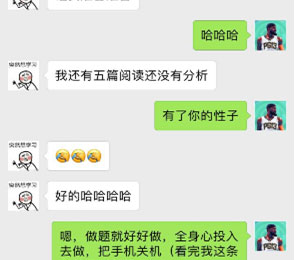 哈哈哈
我还有五篇阅读还没有分析
有了你的性子
好的哈哈哈哈
嗯，做题就好好做，全身心投入
去做，把手机关机（看完我这条